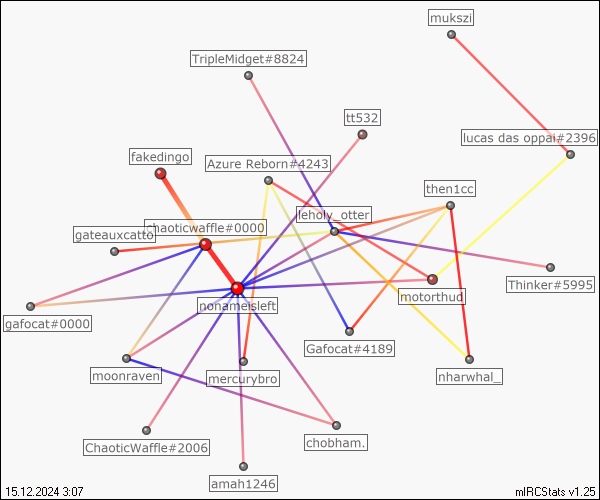 mukszi
TripleMidget#8824
tt532
lucas das oppai#2396
fakedingo
Azure Reborn#4243
then1cc
leholy_otter
chaoticwaffle#0000
gateauxcatto
Thinker#5995
motorthud
nonameisleft
gafocat#0000
Gafocat#4189
moonraven
mercurybro
nharwhal_
ChaoticWaffle#2006
chobham.
amah1246
15.12.2024 3:07
mIRCStats v1.25